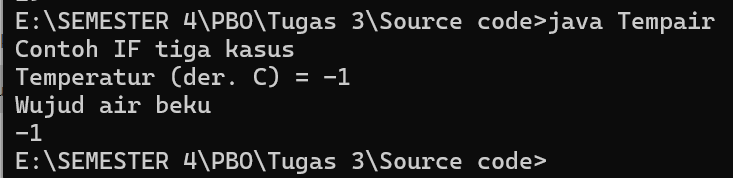 E:\SEMESTER 4\PBO\Tugas 3\Source code>java Tempair
Contoh IF tiga kasus
Temperatur (der. C) = -1
Wujud air beku
-1
E:\SEMESTER 4\PBO\Tugas 3\Source code>